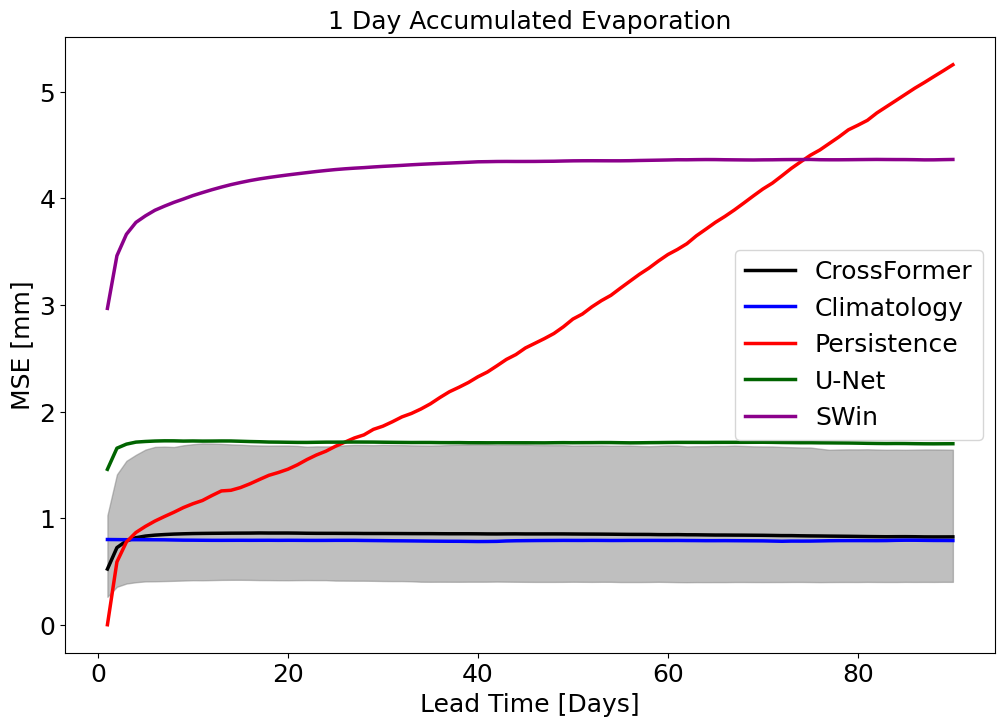 1 Day Accumulated Evaporation
MSE [mm]
5
4
3
2
1
0
CrossFormer
Climatology
Persistence
U-Net
SWin
0 20 40 60 80
Lead Time [Days]